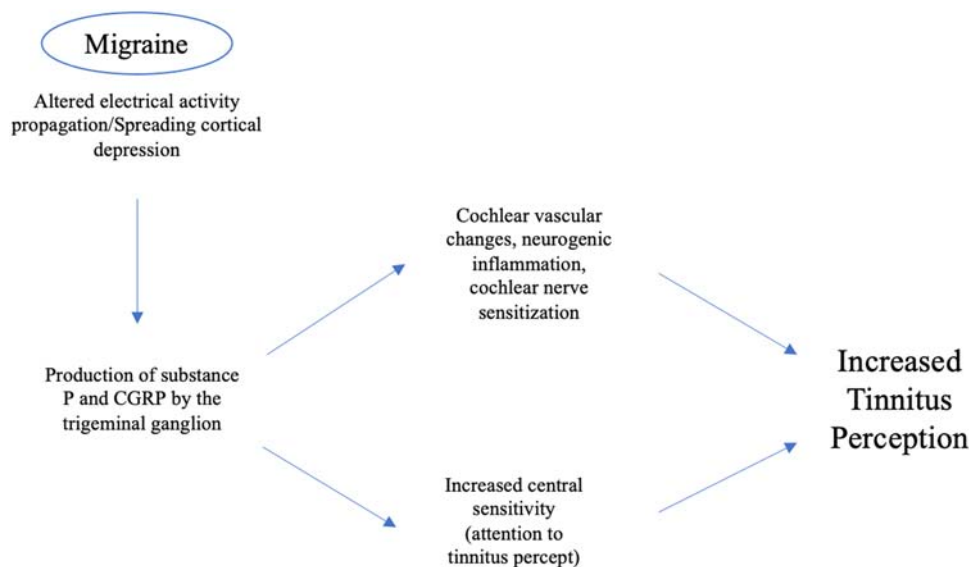 Migraine
Altered electrical activity
propagation/Spreading cortical
depression
Cochlear vascular
changes, neurogenic
inflammation,
cochlear nerve
sensitization
Production of substance
P and CGRP by the
trigeminal ganglion
Increased
Tinnitus
Perception
Increased central
sensitivity
(attention to
tinnitus percept)